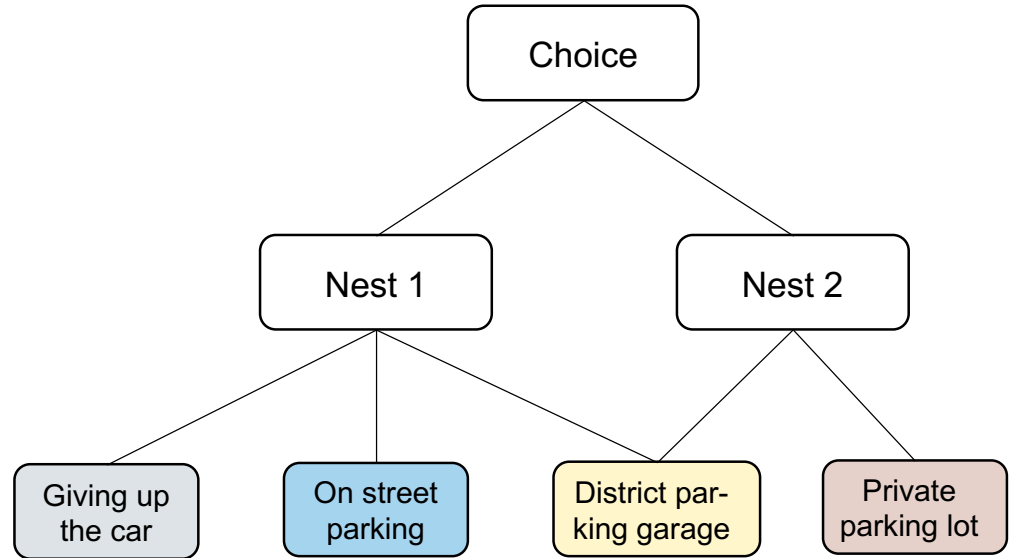 Choice
Nest 1
Nest 2
Giving up
the car
On street
parking
District par-
king garage
Private
parking lot